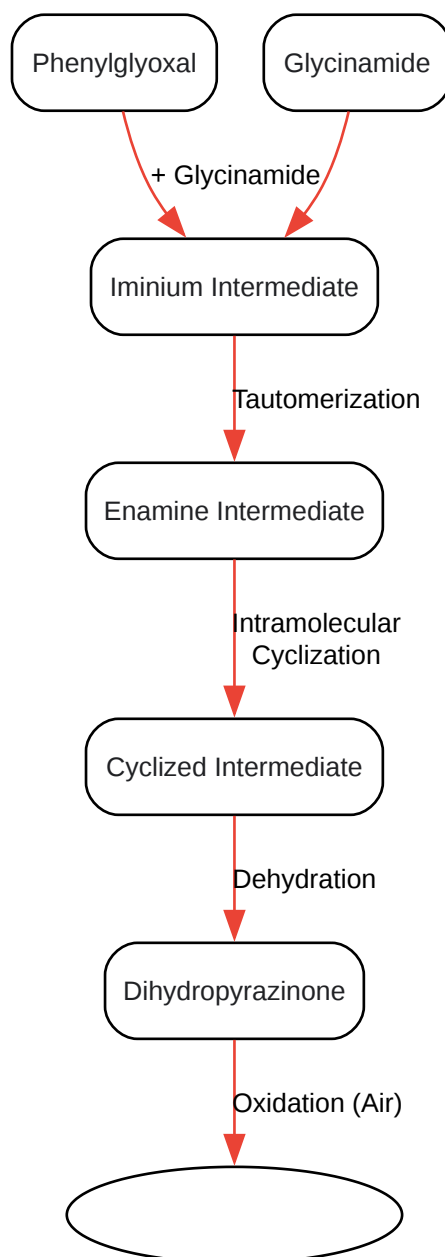 Phenylglyoxal
Glycinamide
+ Glycinamide
Iminium Intermediate
Tautomerization
Enamine Intermediate
Intramolecular
Cyclization
Cyclized Intermediate
Dehydration
Dihydropyrazinone
Oxidation (Air)